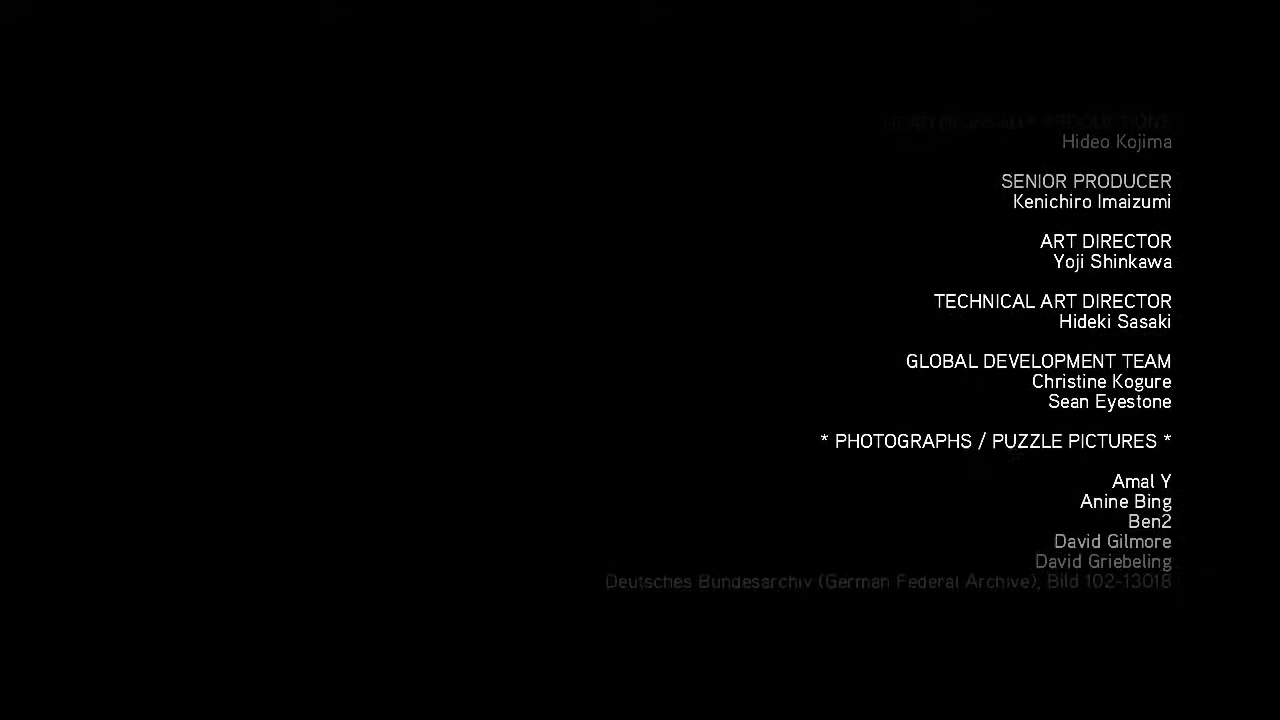 Hideo Kojima
SENIOR PRODUCER
Kenichiro Imaizumi
ART DIRECTOR
Yoji Shinkawa
TECHNICAL ART DIRECTOR
Hideki Sasaki
GLOBAL DEVELOPMENT TEAM
Christine Kogure
Sean Eyestone
* PHOTOGRAPHS / PUZZLE PICTURES *
Amal Y
Anine Bing
Ben2
David Gilmore
David Griebeling
Deutsches Bundesarchiv (German Federal Archive), Bild 102-13018